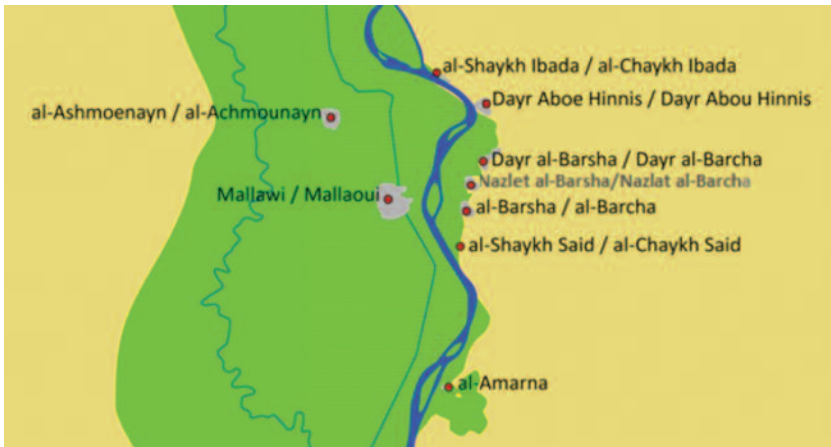 al-Shaykh Ibada / al-Chaykh Ibada
Dayr Aboe Hinnis / Dayr Abou Hinnis
al-Ashmoenayn / al-Achmounayn
Dayr al-Barsha / Dayr al-Barcha
Nazlet al-Barsha/Nazlat al-Barcha
Mallawi / Mallaoui
al-Barsha / al-Barcha
al-Shaykh Said / al-Chaykh Said
al-Amarna